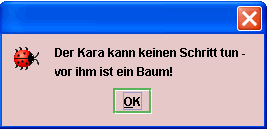 Der Kara kann keinen Schritt tun -
vor ihm ist ein Baum!
OK